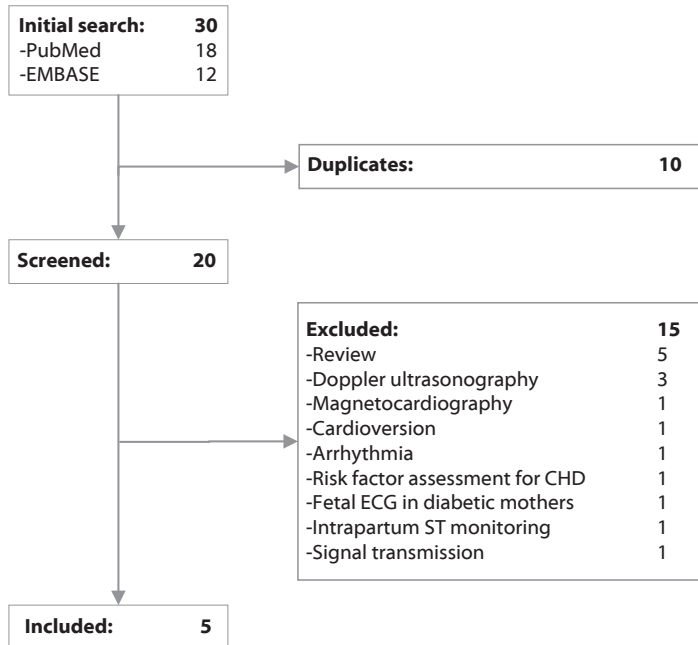 Initial search: 30
-PubMed 18
-EMBASE 12
Duplicates: 10
Screened: 20
Excluded: 15
-Review 5
-Doppler ultrasonography 3
-Magnetocardiography 1
-Cardioversion 1
-Arrhythmia 1
-Risk factor assessment for CHD 1
-Fetal ECG in diabetic mothers 1
-Intrapartum ST monitoring 1
-Signal transmission 1
Included: 5